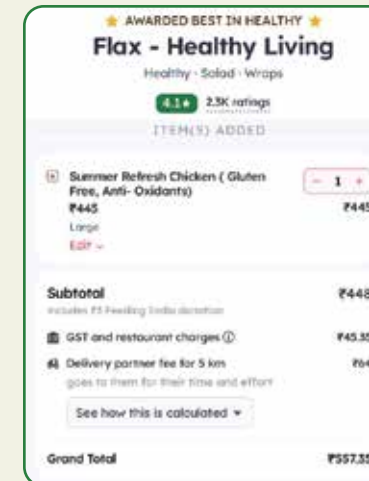 AWARDED BEST IN HEALTHY
Flax - Healthy Living
Healthy · Salad · Wraps
4.1★ 2.3K ratings
ITEM(S) ADDED
Summer Refresh Chicken ( Gluten
Free, Anti- Oxidants)
- 1 +
₹445 ₹445
Large
Edit
Subtotal ₹448
includes ₹3 Feeding India donation
GST and restaurant charges ₹45.35
Delivery partner fee for 5 km ₹64
goes to them for their time and effort
See how this is calculated
Grand Total ₹557.35